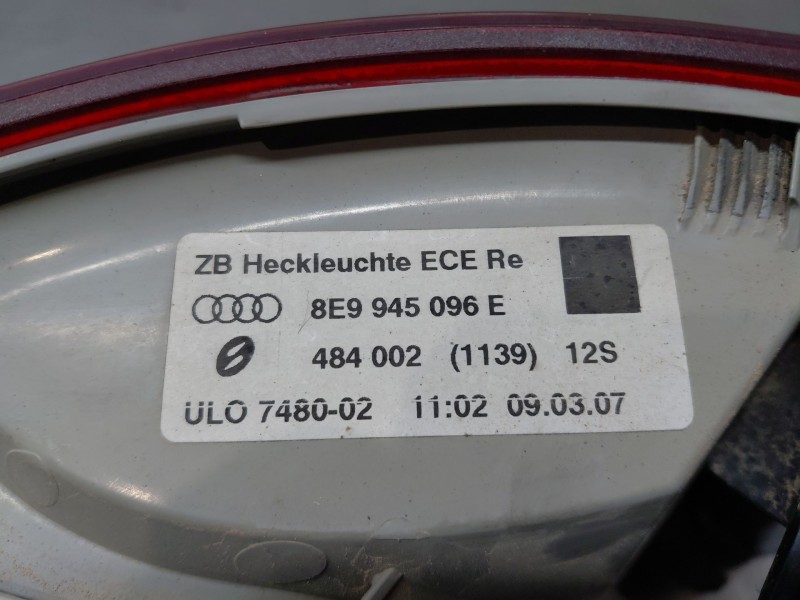 ZB Heckleuchte ECE Re
8E9 945 096 E
484 002 (1139) 12S
ULO 7480-02 11:02 09.03.07